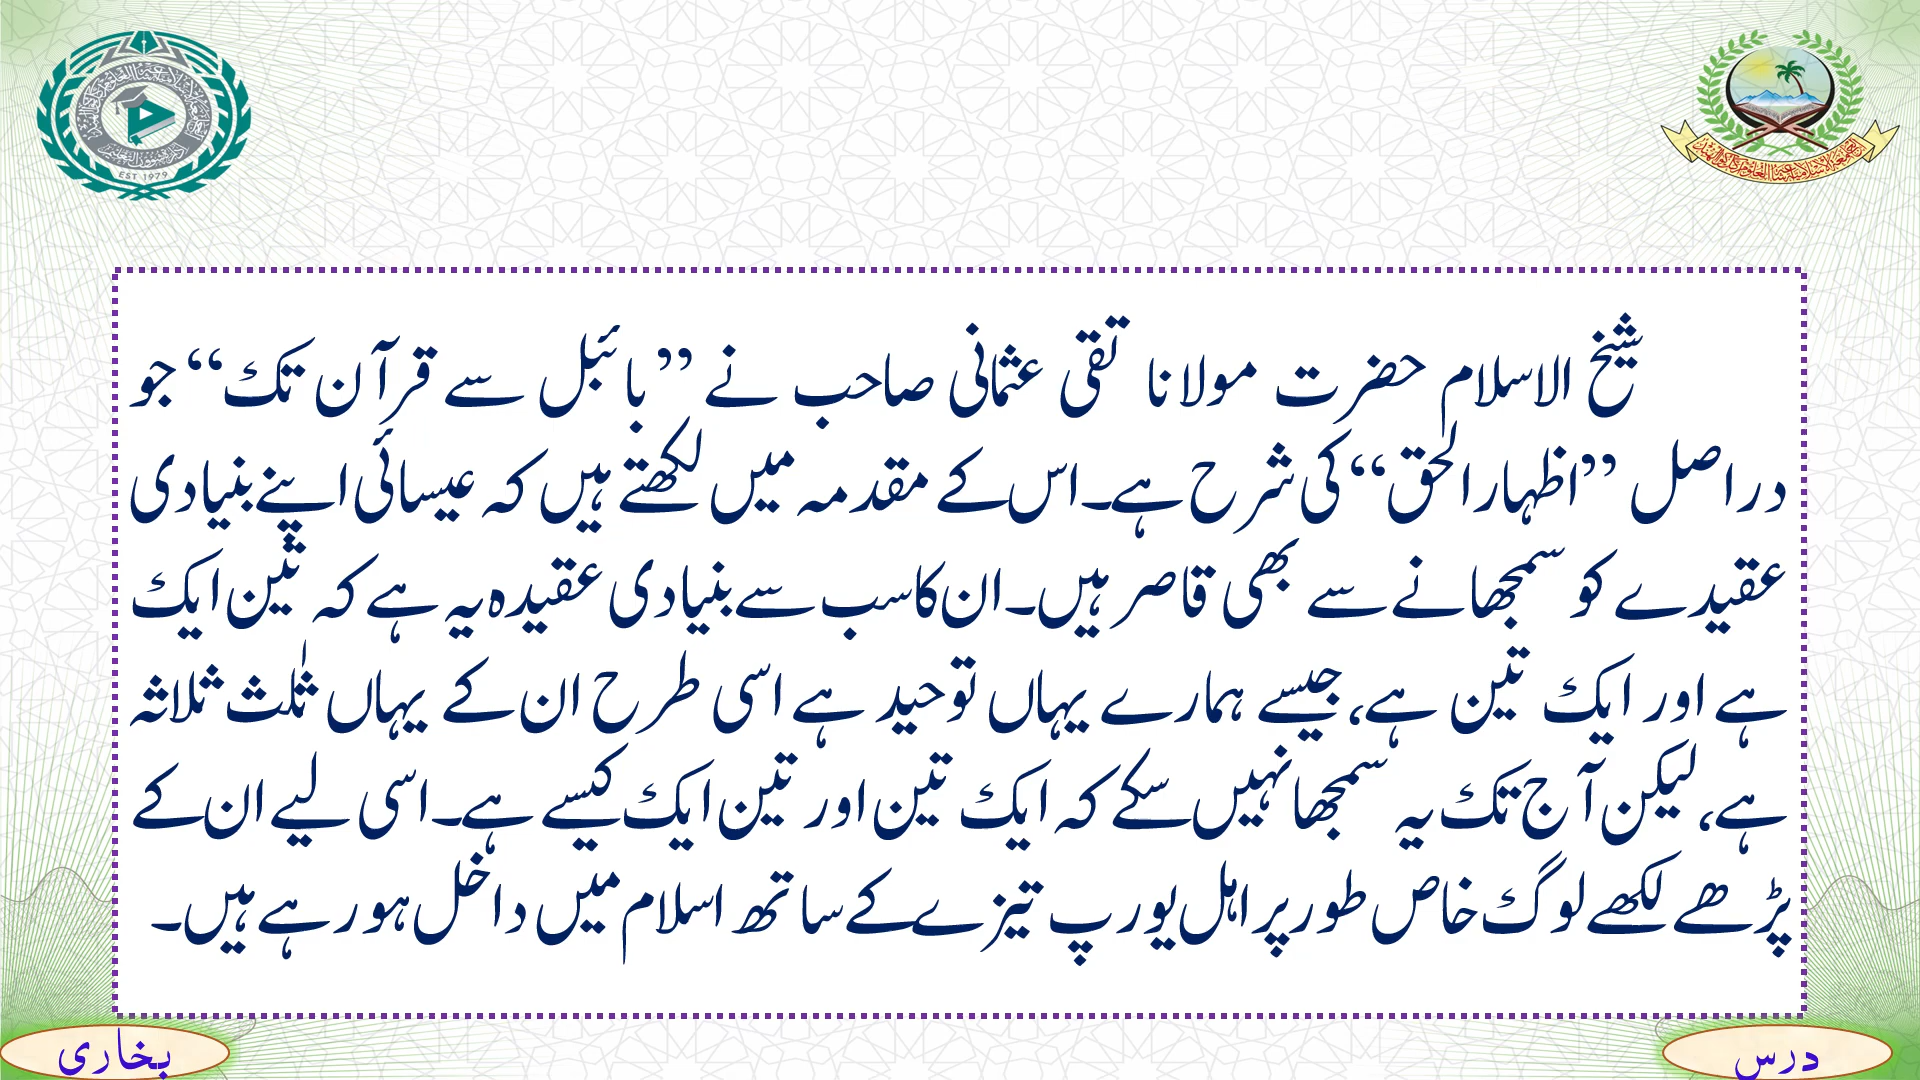 شیخ الاسلام حضرت مولانا تقی عثمانی صاحب نے ”بائبل سے قرآن تک“ جو
دراصل ”اظہارالحق“ کی شرح ہے۔اس کے مقدمہ میں لکھتے ہیں کہ عیسائی اپنے بنیادی
عقیدے کو سمجھانے سے بھی قاصر ہیں۔ان کا سب سے بنیادی عقیدہ یہ ہے کہ تین ایک
ہے اور ایک تین ہے، جیسے ہمارے یہاں توحید ہے اسی طرح ان کے یہاں ثٰلث ثلاثہ
ہے، لیکن آج تک یہ سمجھا نہیں سکے کہ ایک تین اور تین ایک کیسے ہے۔اسی لیے ان کے
پڑھے لکھے لوگ خاص طور پر اہل یورپ تیزے کے ساتھ اسلام میں داخل ہو رہے ہیں۔
درس
بخاری
EST 1979